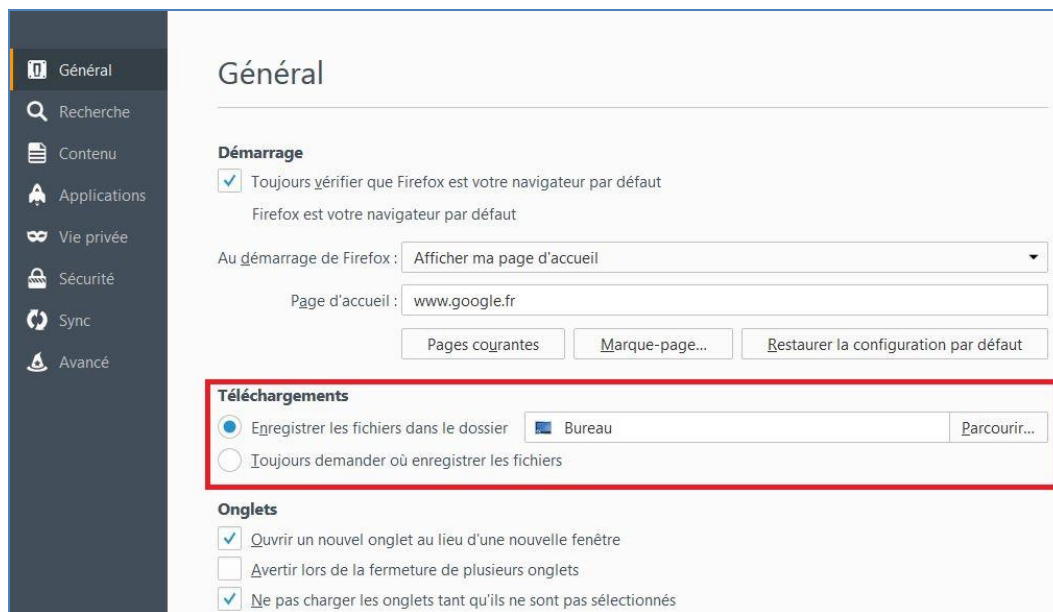 Général
Recherche
Contenu
Applications
Vie privée
Sécurité
Sync
Avancé
Général
Démarrage
Toujours vérifier que Firefox est votre navigateur par défaut
Firefox est votre navigateur par défaut
Au démarrage de Firefox : Afficher ma page d'accueil
Page d'accueil : www.google.fr
Pages courantes Marque-page... Restaurer la configuration par défaut
Téléchargements
Enregistrer les fichiers dans le dossier Bureau Parcourir...
Toujours demander où enregistrer les fichiers
Onglets
Ouvrir un nouvel onglet au lieu d'une nouvelle fenêtre
Avertir lors de la fermeture de plusieurs onglets
Ne pas charger les onglets tant qu'ils ne sont pas sélectionnés